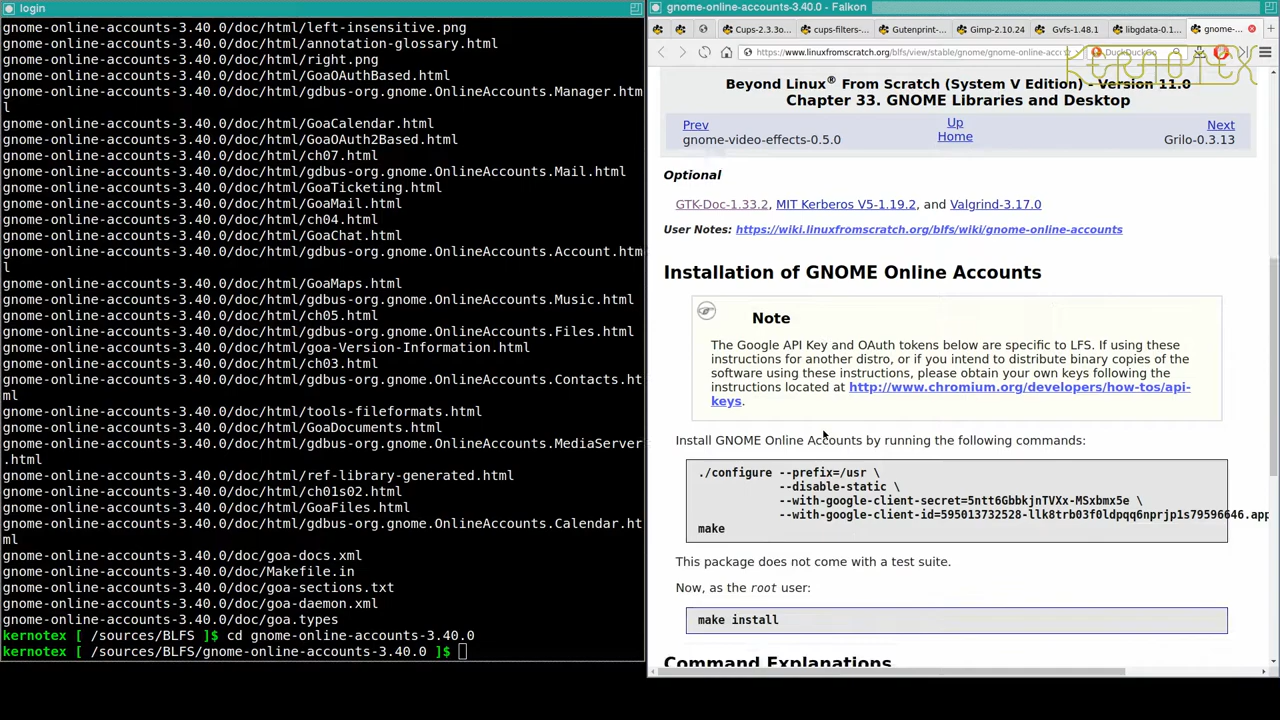 login
gnome-online-accounts-3.40.0/doc/html/left-insensitive.png
gnome-online-accounts-3.40.0/doc/html/annotation-glossary.html
gnome-online-accounts-3.40.0/doc/html/right.png
gnome-online-accounts-3.40.0/doc/html/GoaOAuthBased.html
gnome-online-accounts-3.40.0/doc/html/gdbus-org.gnome.OnlineAccounts.Manager.htm
l
gnome-online-accounts-3.40.0/doc/html/GoaCalendar.html
gnome-online-accounts-3.40.0/doc/html/GoaOAuth2Based.html
gnome-online-accounts-3.40.0/doc/html/ch07.html
gnome-online-accounts-3.40.0/doc/html/gdbus-org.gnome.OnlineAccounts.Mail.html
gnome-online-accounts-3.40.0/doc/html/GoaTicketing.html
gnome-online-accounts-3.40.0/doc/html/GoaMail.html
gnome-online-accounts-3.40.0/doc/html/ch04.html
gnome-online-accounts-3.40.0/doc/html/GoaChat.html
gnome-online-accounts-3.40.0/doc/html/gdbus-org.gnome.OnlineAccounts.Account.htm
l
gnome-online-accounts-3.40.0/doc/html/GoaMaps.html
gnome-online-accounts-3.40.0/doc/html/gdbus-org.gnome.OnlineAccounts.Music.html
gnome-online-accounts-3.40.0/doc/html/ch05.html
gnome-online-accounts-3.40.0/doc/html/gdbus-org.gnome.OnlineAccounts.Files.html
gnome-online-accounts-3.40.0/doc/html/goa-Version-Information.html
gnome-online-accounts-3.40.0/doc/html/ch03.html
gnome-online-accounts-3.40.0/doc/html/gdbus-org.gnome.OnlineAccounts.Contacts.ht
ml
gnome-online-accounts-3.40.0/doc/html/tools-fileformats.html
gnome-online-accounts-3.40.0/doc/html/GoaDocuments.html
gnome-online-accounts-3.40.0/doc/html/gdbus-org.gnome.OnlineAccounts.MediaServer
.html
gnome-online-accounts-3.40.0/doc/html/ref-library-generated.html
gnome-online-accounts-3.40.0/doc/html/ch01s02.html
gnome-online-accounts-3.40.0/doc/html/GoaFiles.html
gnome-online-accounts-3.40.0/doc/html/gdbus-org.gnome.OnlineAccounts.Calendar.ht
ml
gnome-online-accounts-3.40.0/doc/goa-docs.xml
gnome-online-accounts-3.40.0/doc/Makefile.in
gnome-online-accounts-3.40.0/doc/goa-sections.txt
gnome-online-accounts-3.40.0/doc/goa-daemon.xml
gnome-online-accounts-3.40.0/doc/goa.types
kernotex [ /sources/BLFS ]$ cd gnome-online-accounts-3.40.0
kernotex [ /sources/BLFS/gnome-online-accounts-3.40.0 ]$
gnome-online-accounts-3.40.0 - Falkon
Cups-2.3.3o... cups-filters-... Gutenprint-... Gimp-2.10.24 Gvfs-1.48.1 libgdata-0.1... gnome-...
https://www.linuxfromscratch.org/blfs/view/stable/gnome/gnome-online-acc DuckDuckGo
KERNOTEX
Beyond Linux® From Scratch (System V Edition) - Version 11.0
Chapter 33. GNOME Libraries and Desktop
Prev Up Next
gnome-video-effects-0.5.0 Home Grilo-0.3.13
Optional
GTK-Doc-1.33.2, MIT Kerberos V5-1.19.2, and Valgrind-3.17.0
User Notes: https://wiki.linuxfromscratch.org/blfs/wiki/gnome-online-accounts
Installation of GNOME Online Accounts
Note
The Google API Key and OAuth tokens below are specific to LFS. If using these
instructions for another distro, or if you intend to distribute binary copies of the
software using these instructions, please obtain your own keys following the
instructions located at http://www.chromium.org/developers/how-tos/api-
keys.
Install GNOME Online Accounts by running the following commands:
./configure --prefix=/usr \
--disable-static \
--with-google-client-secret=5ntt6GbbkjnTVXx-MSxbmx5e \
--with-google-client-id=595013732528-llk8trb03f0ldpqq6nprjp1s79596646.app
make
This package does not come with a test suite.
Now, as the root user:
make install
Command Explanations